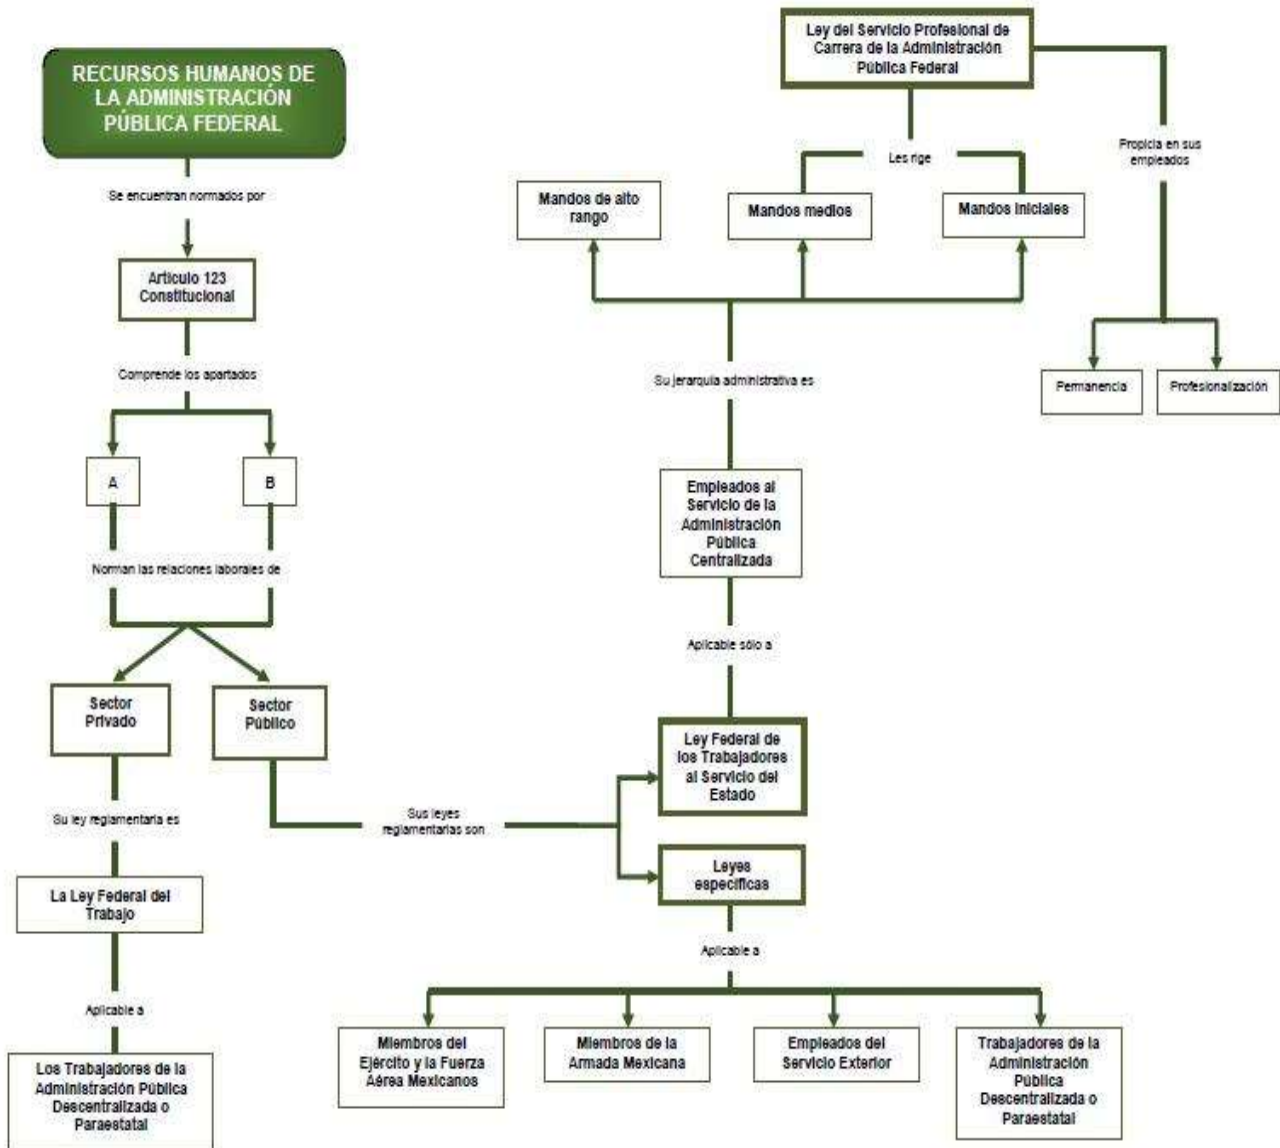 RECURSOS HUMANOS DE
LA ADMINISTRACIÓN
PÚBLICA FEDERAL
Se encuentran normados por
Artículo 123
Constitucional
Comprende los apartados
A
B
Norman las relaciones laborales de
Sector
Privado
Sector
Público
Su ley reglamentaria es
La Ley Federal del
Trabajo
Aplicable a
Los Trabajadores de la
Administración Pública
Descentralizada o
Paraestatal
Sus leyes
reglamentarias son
Ley del Servicio Profesional de
Carrera de la Administración
Pública Federal
Les rige
Propicia en sus
empleados
Mandos de alto
rango
Mandos medios
Mandos iniciales
Permanencia
Profesionalización
Su jerarquía administrativa es
Empleados al
Servicio de la
Administración
Pública
Centralizada
Aplicable sólo a
Ley Federal de
los Trabajadores
al Servicio del
Estado
Leyes
específicas
Aplicable a
Miembros del
Ejército y la Fuerza
Aérea Mexicanos
Miembros de la
Armada Mexicana
Empleados del
Servicio Exterior
Trabajadores de la
Administración
Pública
Descentralizada o
Paraestatal